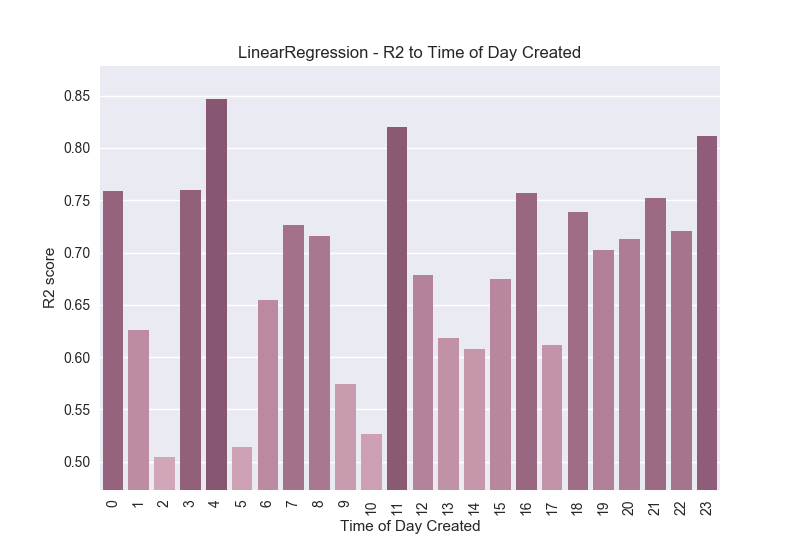 LinearRegression - R2 to Time of Day Created
0.85
0.80
0.75
0.70
0.65
0.60
0.55
0.50
R2 score
0 1 2 3 4 5 6 7 8 9 10 11 12 13 14 15 16 17 18 19 20 21 22 23
Time of Day Created